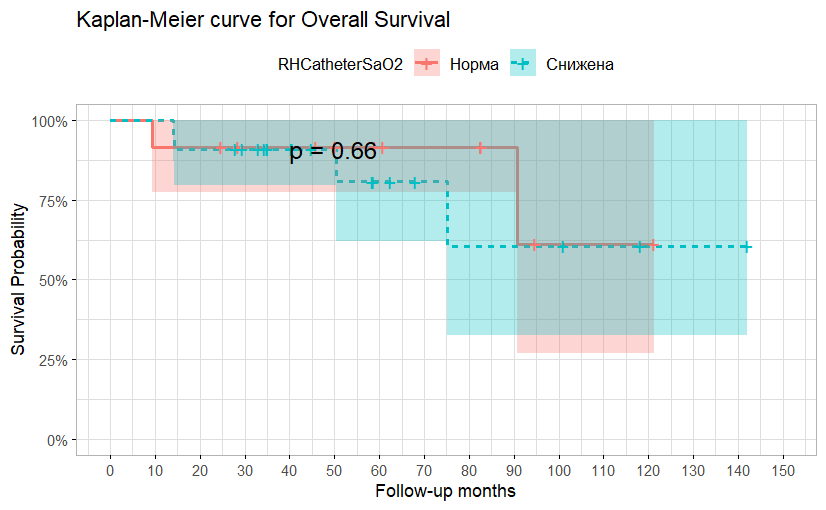 Kaplan-Meier curve for Overall Survival
RHCatheterSaO2 Норма Снижена
100%
75%
50%
25%
0%
Survival Probability
p = 0.66
0 10 20 30 40 50 60 70 80 90 100 110 120 130 140 150
Follow-up months